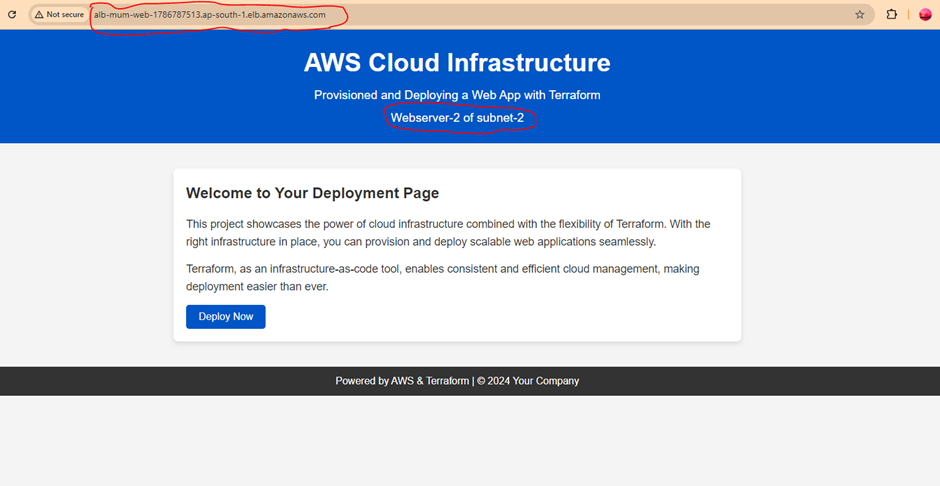 Not secure alb-mum-web-1786787513.ap-south-1.elb.amazonaws.com
AWS Cloud Infrastructure
Provisioned and Deploying a Web App with Terraform
Webserver-2 of subnet-2
Welcome to Your Deployment Page
This project showcases the power of cloud infrastructure combined with the flexibility of Terraform. With the
right infrastructure in place, you can provision and deploy scalable web applications seamlessly.
Terraform, as an infrastructure-as-code tool, enables consistent and efficient cloud management, making
deployment easier than ever.
Deploy Now
Powered by AWS & Terraform | © 2024 Your Company